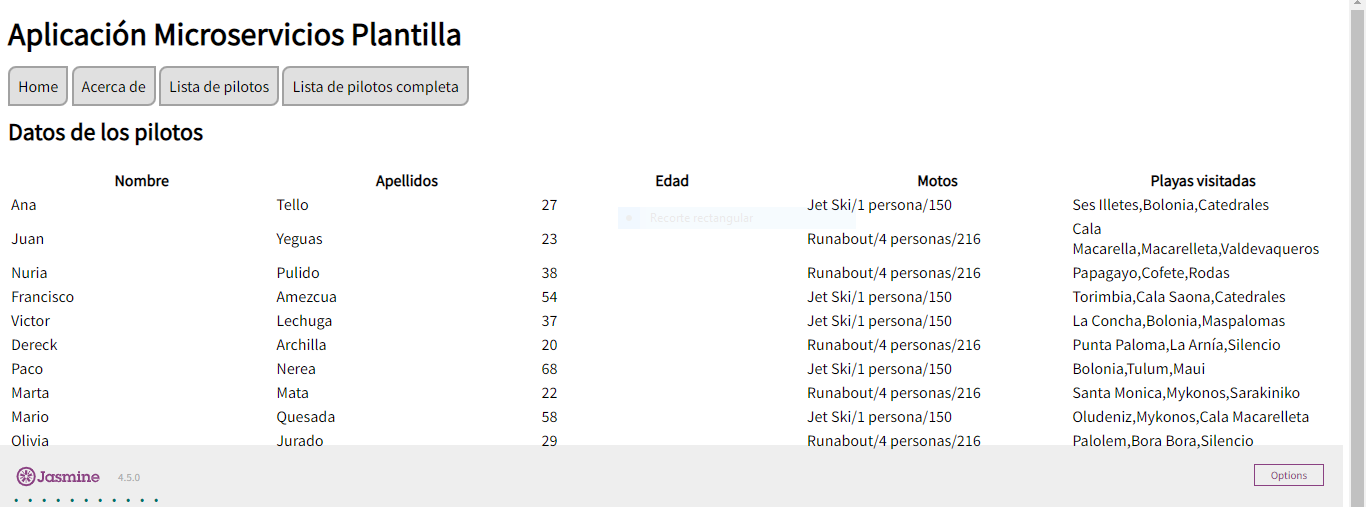 Aplicación Microservicios Plantilla
Home Acerca de Lista de pilotos Lista de pilotos completa
Datos de los pilotos
Nombre Apellidos Edad Motos Playas visitadas
Ana Tello 27 Jet Ski/1 persona/150 Ses Illetes,Bolonia,Catedrales
Recorte rectangular
Juan Yeguas 23 Runabout/4 personas/216 Cala
Macarella,Macarelleta,Valdevaqueros
Nuria Pulido 38 Runabout/4 personas/216 Papagayo,Cofete,Rodas
Francisco Amezcua 54 Jet Ski/1 persona/150 Torimbia,Cala Saona,Catedrales
Victor Lechuga 37 Jet Ski/1 persona/150 La Concha,Bolonia,Maspalomas
Dereck Archilla 20 Runabout/4 personas/216 Punta Paloma,La Arnía,Silencio
Paco Nerea 68 Jet Ski/1 persona/150 Bolonia,Tulum,Maui
Marta Mata 22 Runabout/4 personas/216 Santa Monica,Mykonos,Sarakiniko
Mario Quesada 58 Jet Ski/1 persona/150 Oludeniz,Mykonos,Cala Macarelleta
Olivia Jurado 29 Runabout/4 personas/216 Palolem,Bora Bora,Silencio
Jasmine 4.5.0 Options